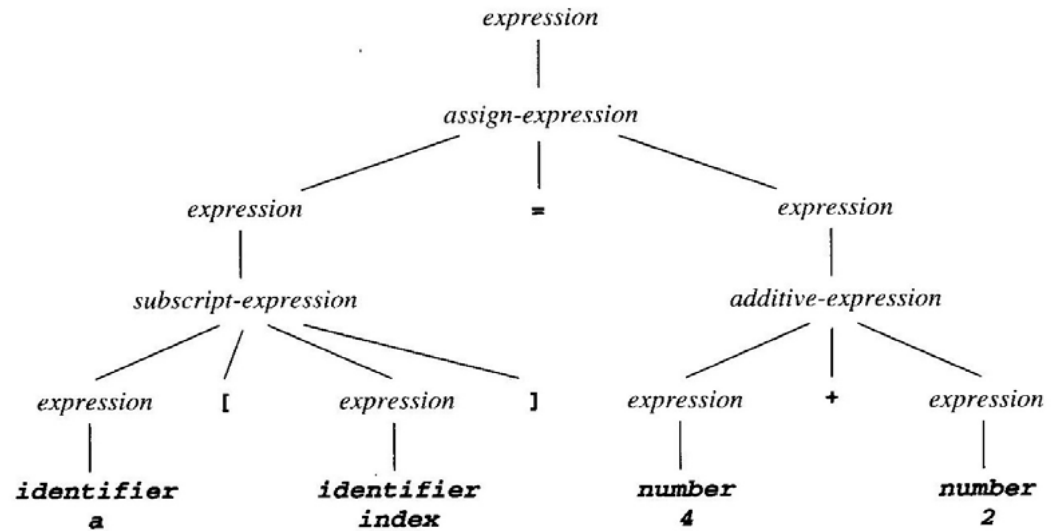 expression
assign-expression
expression = expression
subscript-expression additive-expression
expression [ expression ] expression + expression
identifier identifier number number
a index 4 2